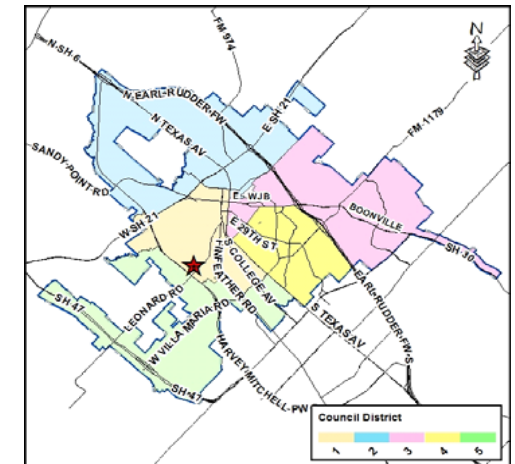 FM 974
N
N-SH-6
N-EARL-RUDDER-FW
E SH 21
N TEXAS AV
FM-1179
SANDY-POINT-RD
E WJB
BOONVILLE
W-SH 21
E 29TH ST
SH-30
S-COLLEGE-AV
FINFEATHER RD
LEONARD RD
W VILLA MARIA-RD
S TEXAS AV
EARL-RUDDER-FW-S
SH 47
HARVEY-MITCHELL-PW
SH-47
Council District
1 2 3 4 5